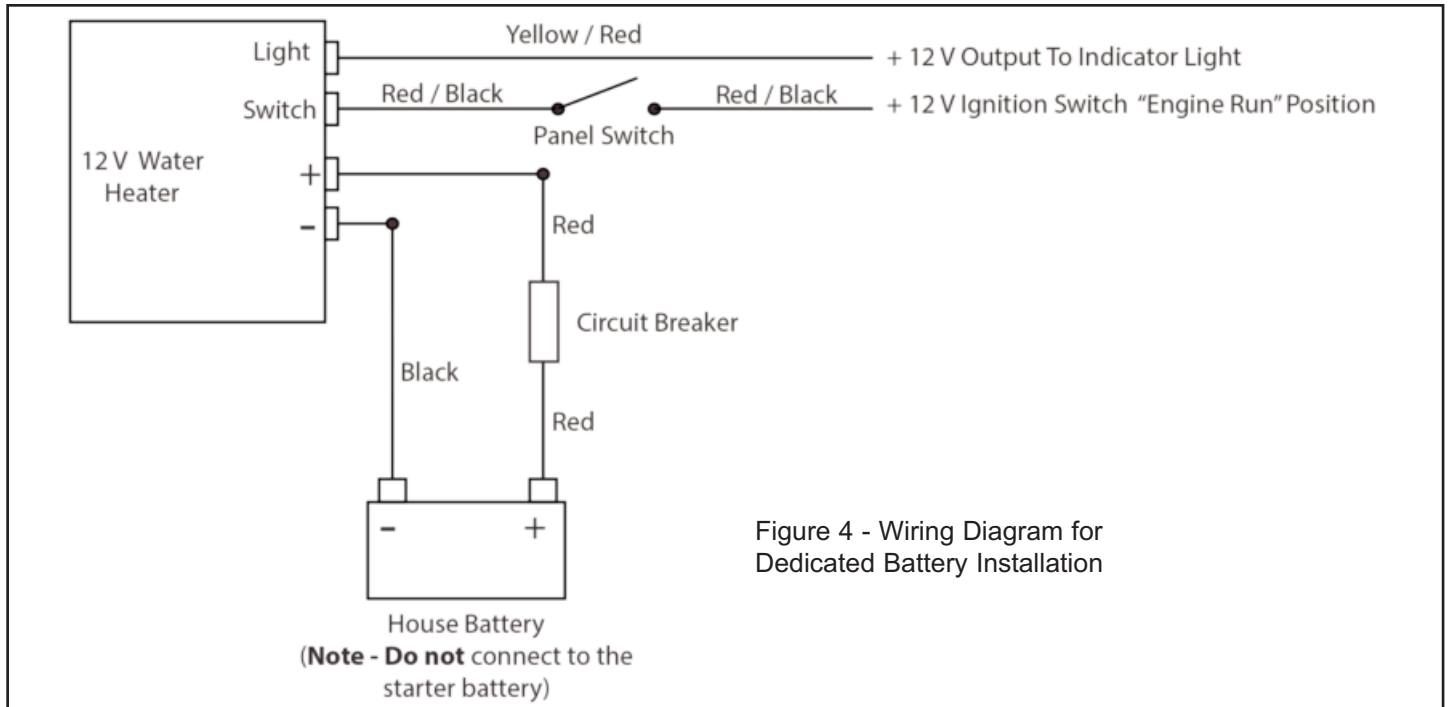 Light
Yellow / Red
+ 12 V Output To Indicator Light
Switch
Red / Black
Red / Black
+ 12 V Ignition Switch “Engine Run” Position
Panel Switch
12 V Water
Heater
+
-
Red
Circuit Breaker
Black
Red
-
+
Figure 4 - Wiring Diagram for
Dedicated Battery Installation
House Battery
(Note - Do not connect to the
starter battery)